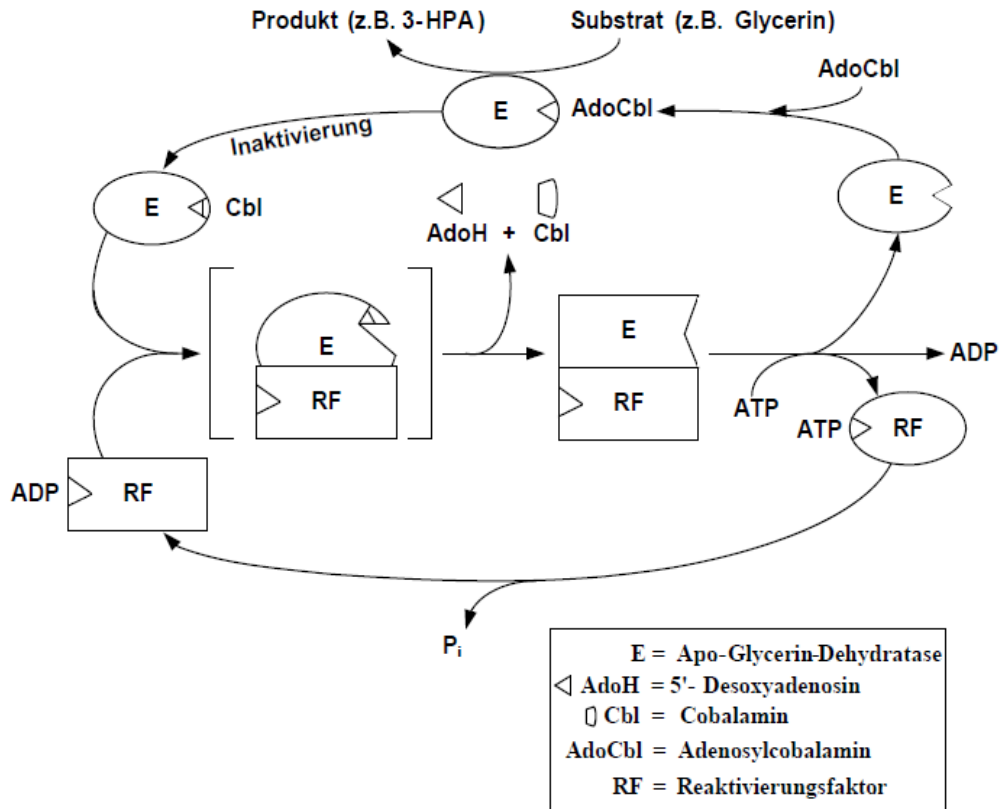 Produkt (z.B. 3-HPA) Substrat (z.B. Glycerin)
AdoCbl
E AdoCbl
Inaktivierung
E Cbl
E
AdoH + Cbl
E
RF
E
RF
ADP
ATP
ATP RF
ADP RF
Pi
E = Apo-Glycerin-Dehydratase
AdoH = 5'- Desoxyadenosin
Cbl = Cobalamin
AdoCbl = Adenosylcobalamin
RF = Reaktivierungsfaktor